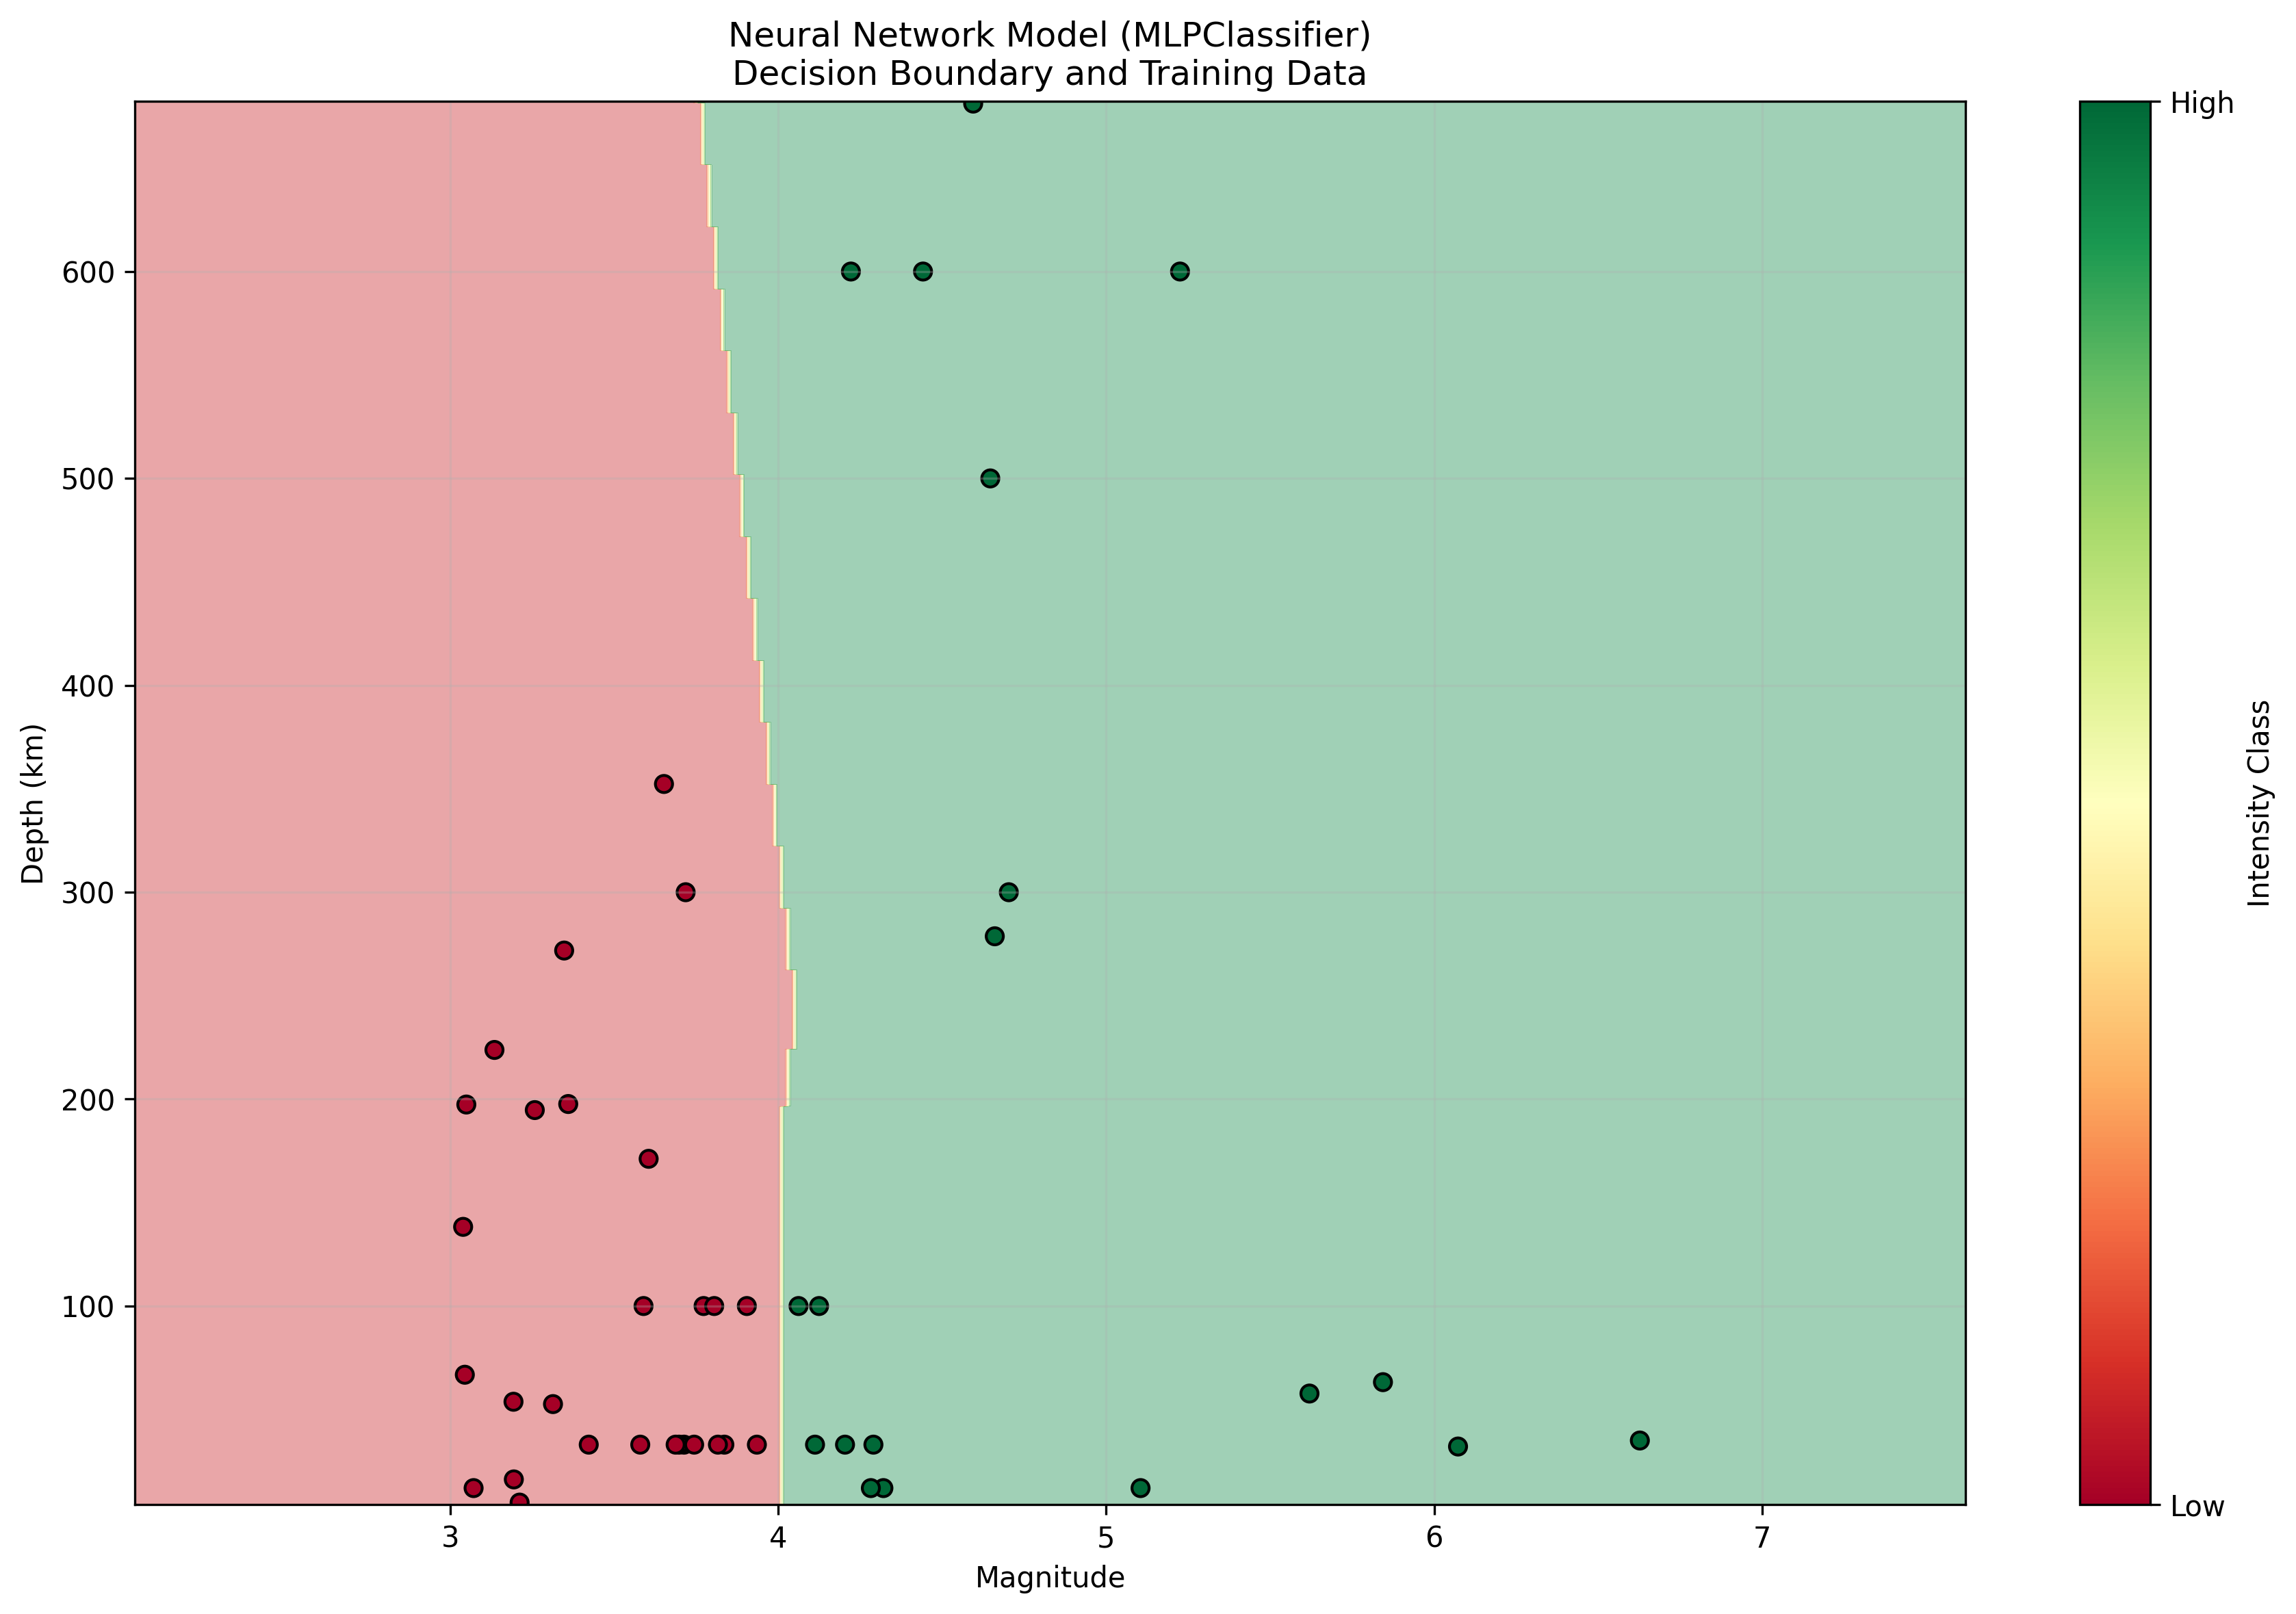 Neural Network Model (MLPClassifier)
Decision Boundary and Training Data
High
600
500
400
300
200
100
Depth (km)
Intensity Class
Low
3 4 5 6 7
Magnitude